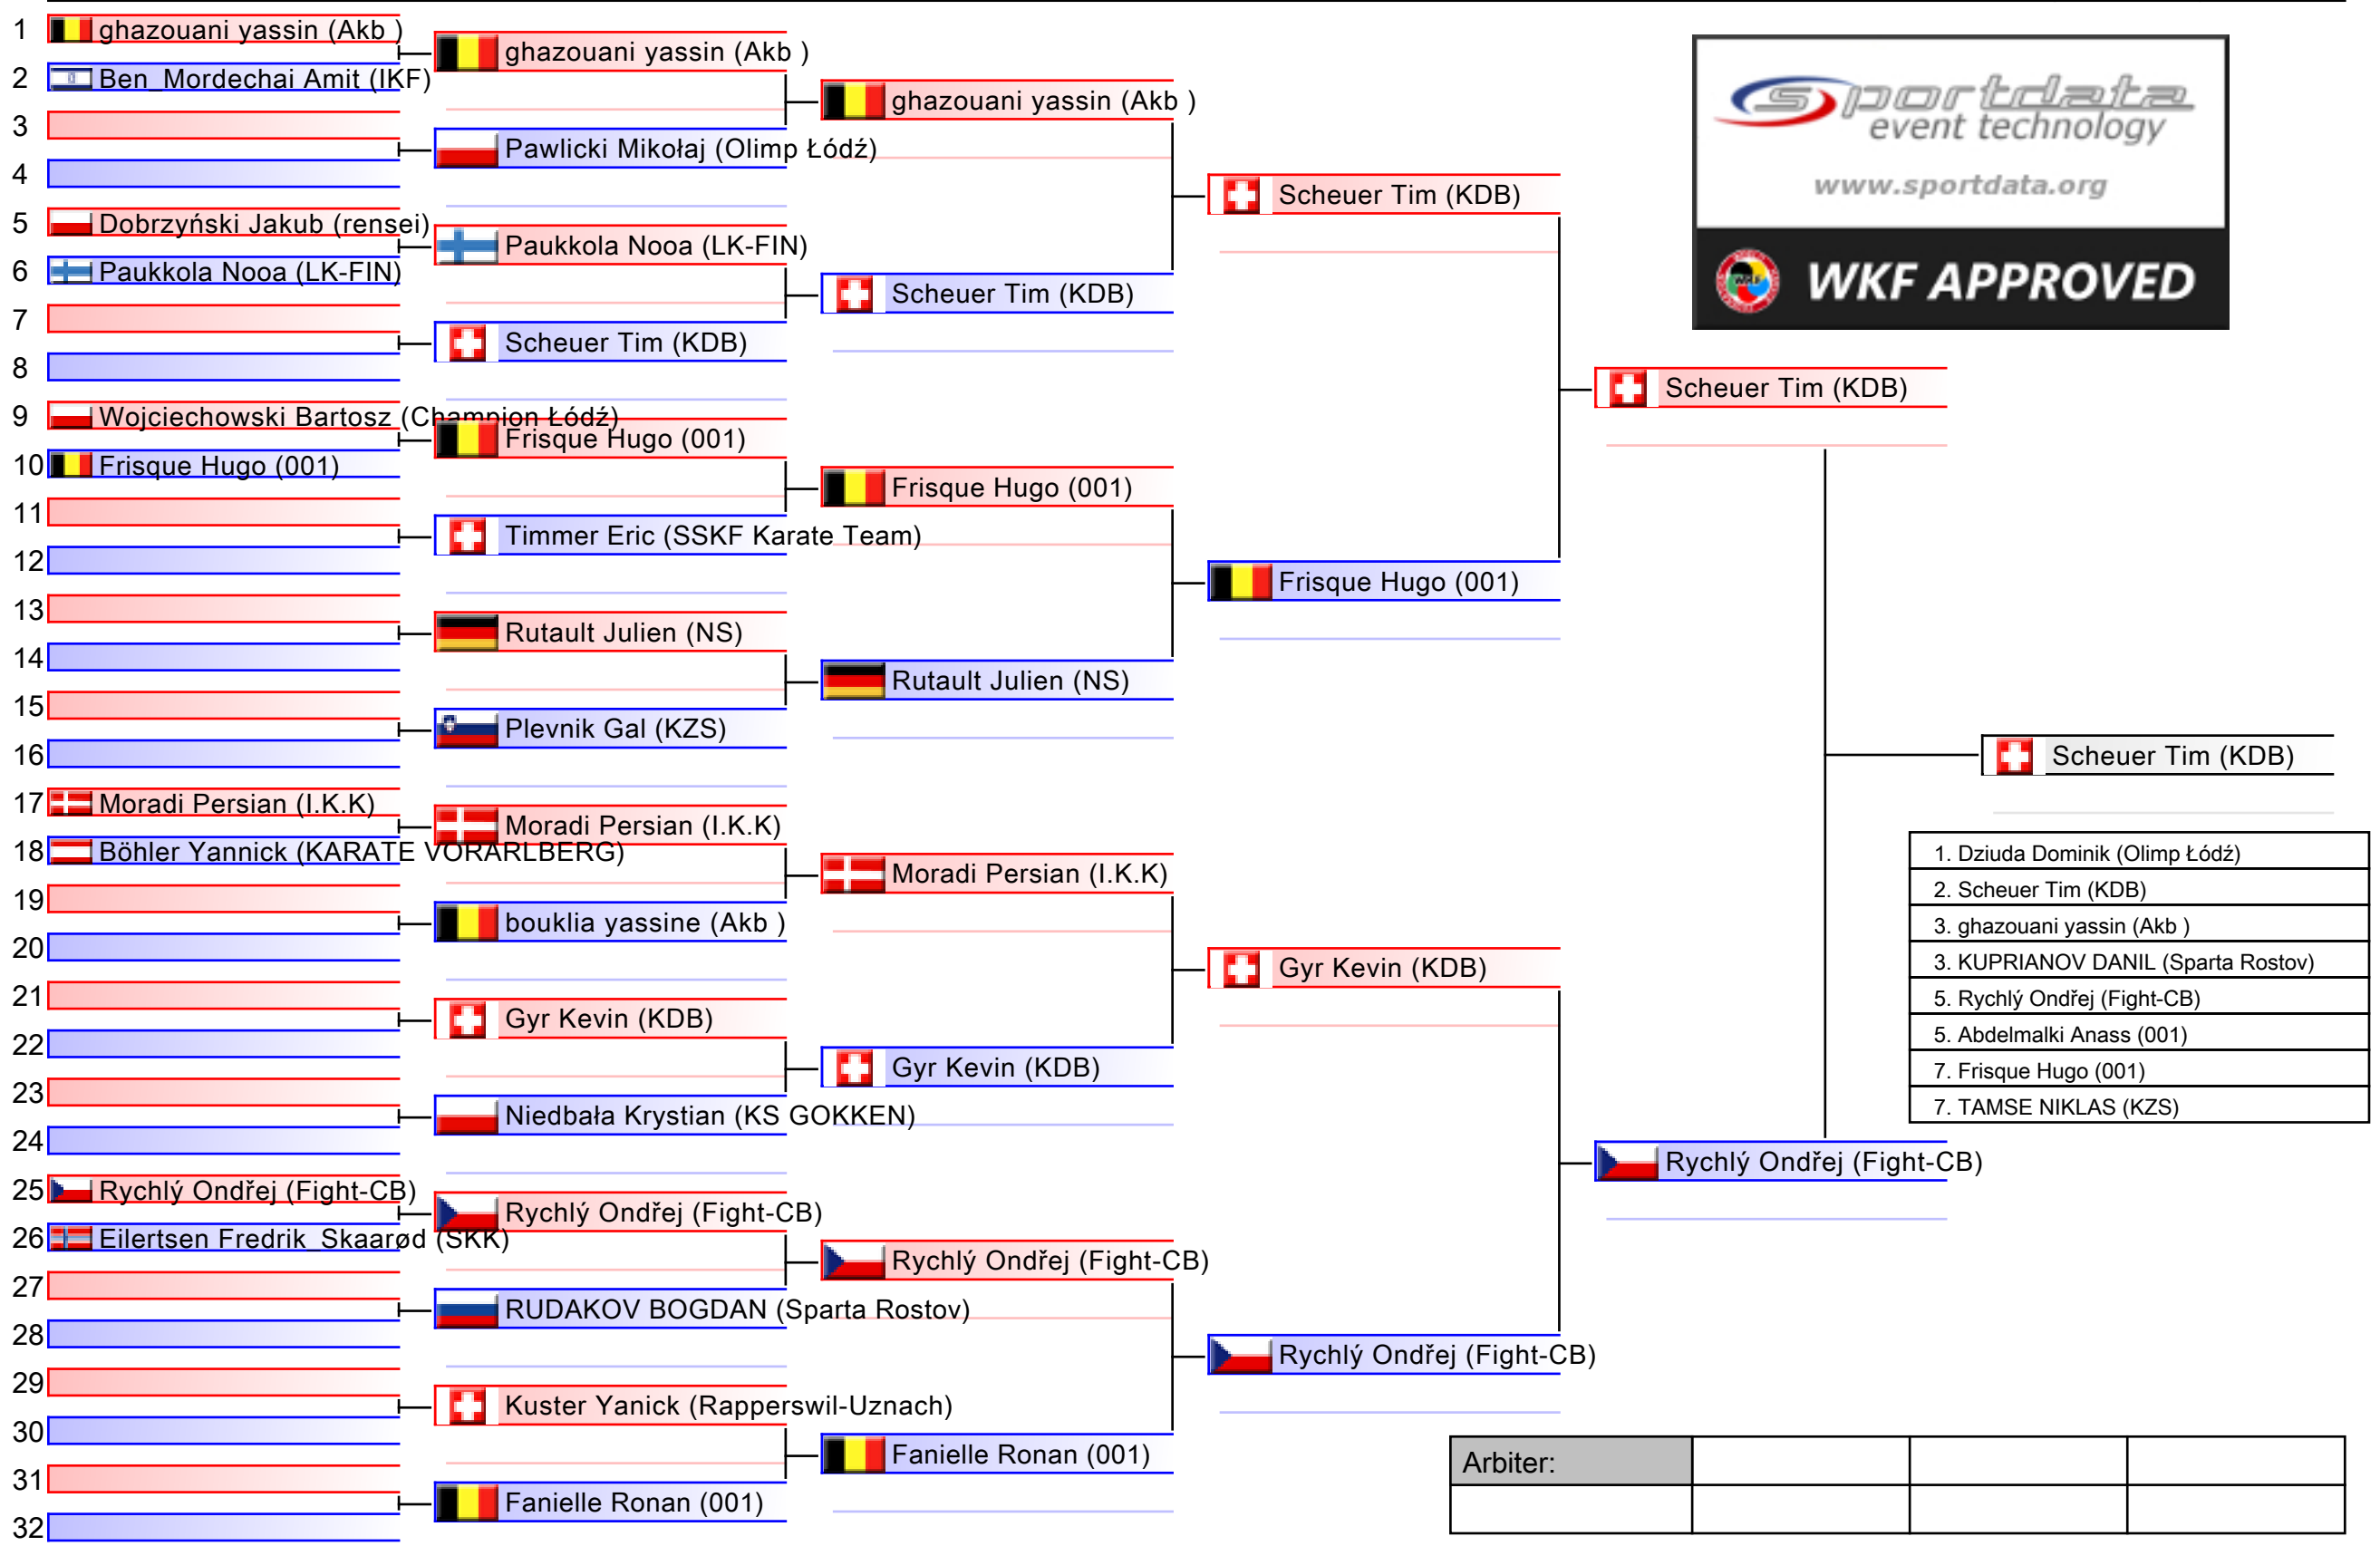 1 ghazouani yassin (Akb )
2 Ben_Mordechai Amit (IKF)
3
4
5 Dobrzyński Jakub (rensei)
6 Paukkola Nooa (LK-FIN)
7
8
9 Wojciechowski Bartosz (Champion Łódź)
10 Frisque Hugo (001)
11
12
13
14
15
16
17 Moradi Persian (I.K.K)
18 Böhler Yannick (KARATE VORARLBERG)
19
20
21
22
23
24
25 Rychlý Ondřej (Fight-CB)
26 Eilertsen Fredrik_Skaarød (SKK)
27
28
29
30
31
32
ghazouani yassin (Akb )
Pawlicki Mikołaj (Olimp Łódź)
Paukkola Nooa (LK-FIN)
Scheuer Tim (KDB)
Frisque Hugo (001)
Timmer Eric (SSKF Karate Team)
Rutault Julien (NS)
Plevnik Gal (KZS)
Moradi Persian (I.K.K)
bouklia yassine (Akb )
Gyr Kevin (KDB)
Niedbała Krystian (KS GOKKEN)
Rychlý Ondřej (Fight-CB)
RUDAKOV BOGDAN (Sparta Rostov)
Kuster Yanick (Rapperswil-Uznach)
Fanielle Ronan (001)
ghazouani yassin (Akb )
Scheuer Tim (KDB)
Frisque Hugo (001)
Rutault Julien (NS)
Moradi Persian (I.K.K)
Gyr Kevin (KDB)
Rychlý Ondřej (Fight-CB)
Fanielle Ronan (001)
Scheuer Tim (KDB)
Frisque Hugo (001)
Gyr Kevin (KDB)
Rychlý Ondřej (Fight-CB)
Scheuer Tim (KDB)
Rychlý Ondřej (Fight-CB)
Scheuer Tim (KDB)
sportdata
event technology
www.sportdata.org
WKF
WKF APPROVED
1. Dziuda Dominik (Olimp Łódź)
2. Scheuer Tim (KDB)
3. ghazouani yassin (Akb )
3. KUPRIANOV DANIL (Sparta Rostov)
5. Rychlý Ondřej (Fight-CB)
5. Abdelmalki Anass (001)
7. Frisque Hugo (001)
7. TAMSE NIKLAS (KZS)
Arbiter: